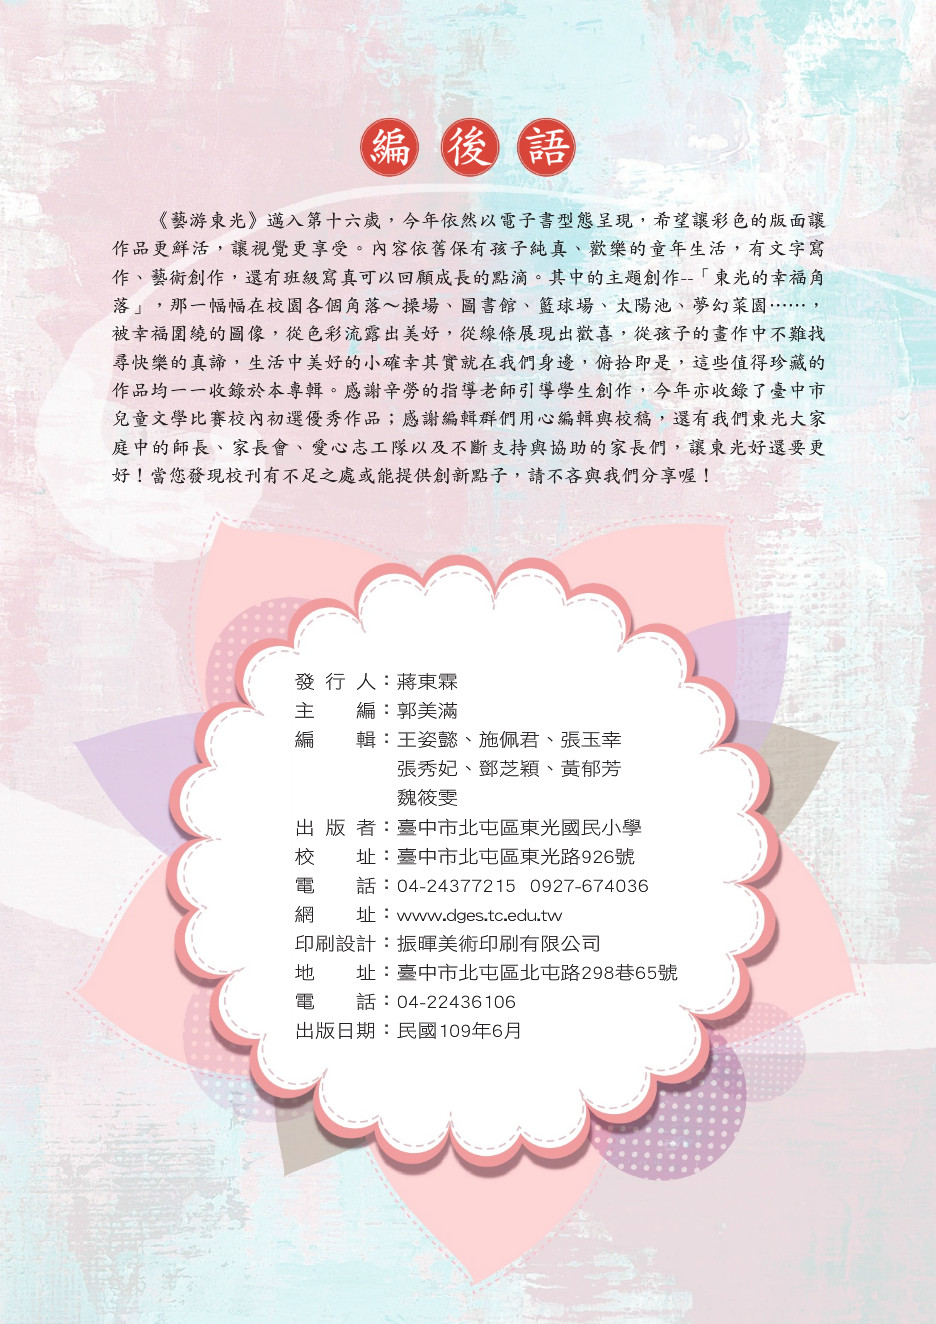 編後語
《藝游東光》邁入第十六歲，今年依然以電子書型態呈現，希望讓彩色的版面讓
作品更鮮活，讓視覺更享受。內容依舊保有孩子純真、歡樂的童年生活，有文字寫
作、藝術創作，還有班級寫真可以回顧成長的點滴。其中的主題創作--「東光的幸福角
落」，那一幅幅在校園各個角落～操場、圖書館、籃球場、太陽池、夢幻菜園……，
被幸福圍繞的圖像，從色彩流露出美好，從線條展現出歡喜，從孩子的畫作中不難找
尋快樂的真諦，生活中美好的小確幸其實就在我們身邊，俯拾即是，這些值得珍藏的
作品均一一收錄於本專輯。感謝辛勞的指導老師引導學生創作，今年亦收錄了臺中市
兒童文學比賽校內初選優秀作品；感謝編輯群們用心編輯與校稿，還有我們東光大家
庭中的師長、家長會、愛心志工隊以及不斷支持與協助的家長們，讓東光好還要更
好！當您發現校刊有不足之處或能提供創新點子，請不吝與我們分享喔！
發行人：蔣東霖
主編：郭美滿
編輯：王姿懿、施佩君、張玉幸
張秀妃、鄧芝穎、黃郁芳
魏筱雯
出版者：臺中市北屯區東光國民小學
校址：臺中市北屯區東光路926號
電話：04-24377215 0927-674036
網址：www.dges.tc.edu.tw
印刷設計：振暉美術印刷有限公司
地址：臺中市北屯區北屯路298巷65號
電話：04-22436106
出版日期：民國109年6月